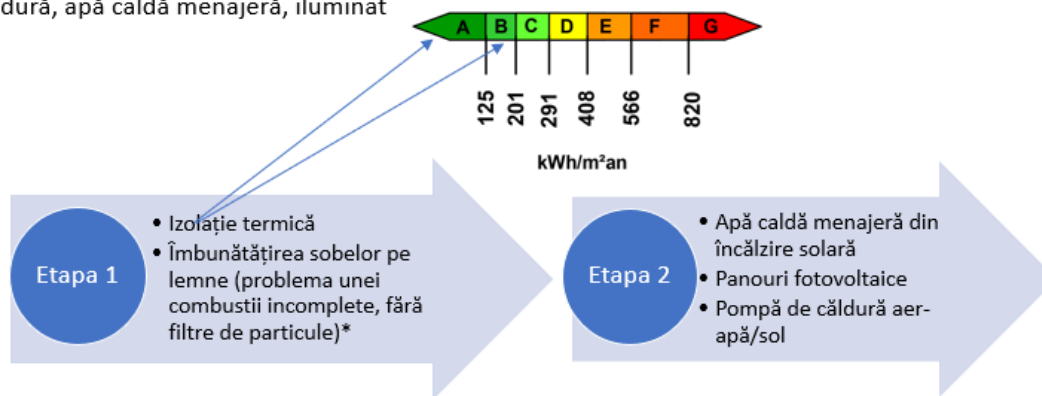 dură, apă caldă menajeră, iluminat
A B C D E F G
125 201 291 408 566 820
kWh/m²an
Etapa 1
• Izolație termică
• Îmbunătățirea sobelor pe
lemne (problema unei
combustii incomplete, fără
filtre de particule)*
Etapa 2
• Apă caldă menajeră din
încălzire solară
• Panouri fotovoltaice
• Pompă de căldură aer-
apă/sol